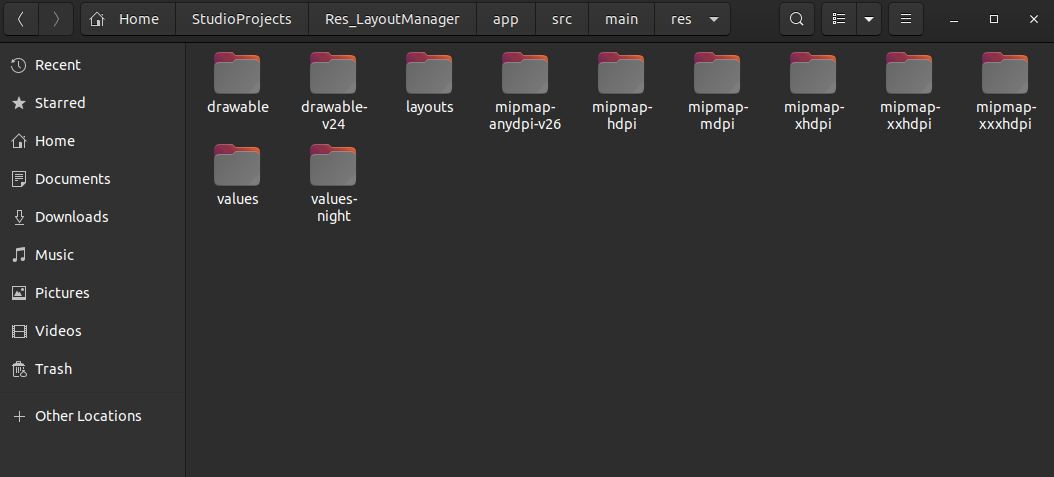 Home StudioProjects Res_LayoutManager app src main res
Recent
Starred
Home
Documents
Downloads
Music
Pictures
Videos
Trash
Other Locations
drawable
drawable-
v24
layouts
mipmap-
anydpi-v26
mipmap-
hdpi
mipmap-
mdpi
mipmap-
xhdpi
mipmap-
xxhdpi
mipmap-
xxxhdpi
values
values-
night